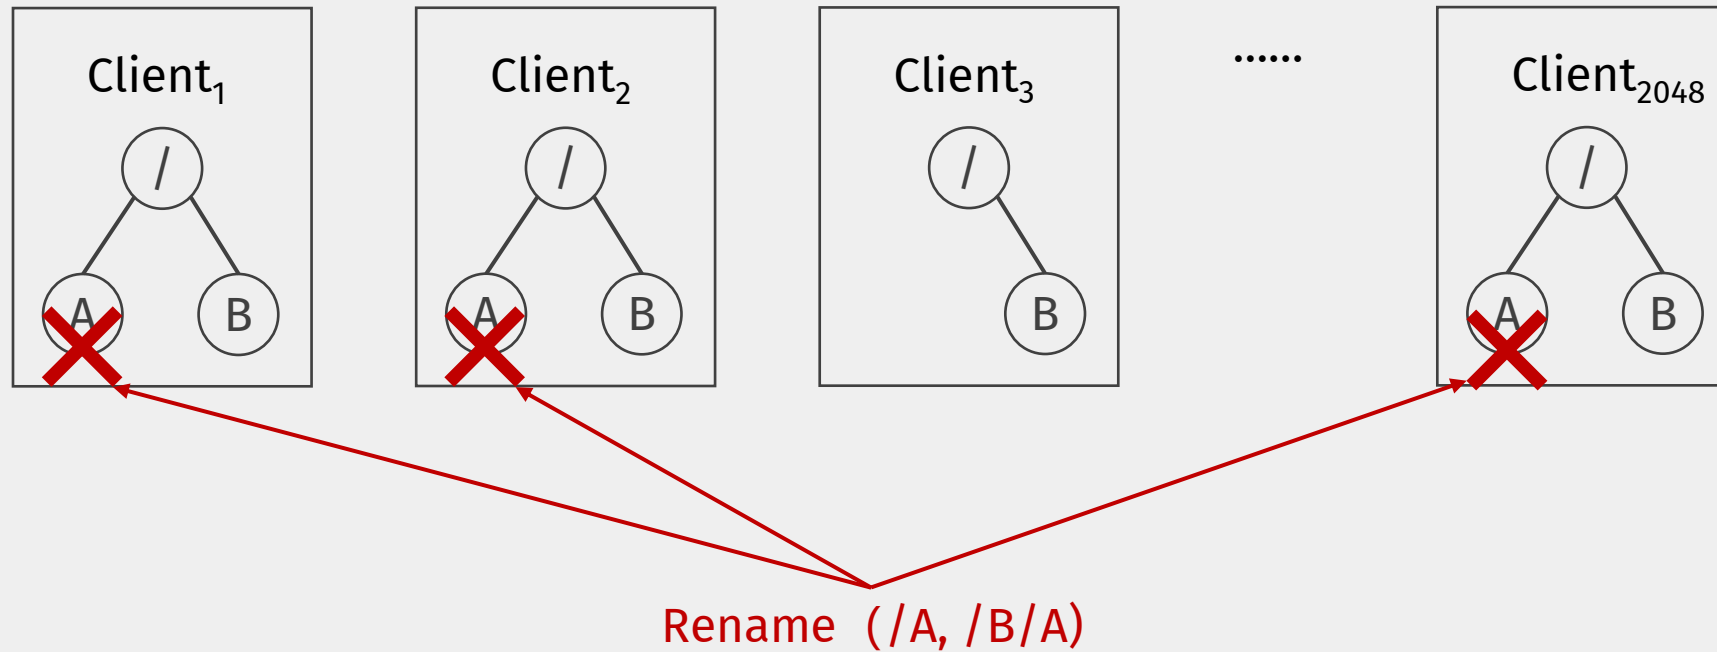 Client1
Client2
Client3
......
Client2048
/
/
/
/
A
B
A
B
B
A
B
Rename (/A, /B/A)